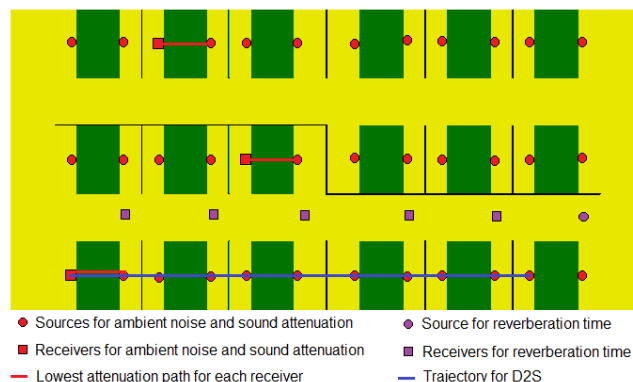 Sources for ambient noise and sound attenuation
Source for reverberation time
Receivers for ambient noise and sound attenuation
Receivers for reverberation time
Lowest attenuation path for each receiver
Trajectory for D2S